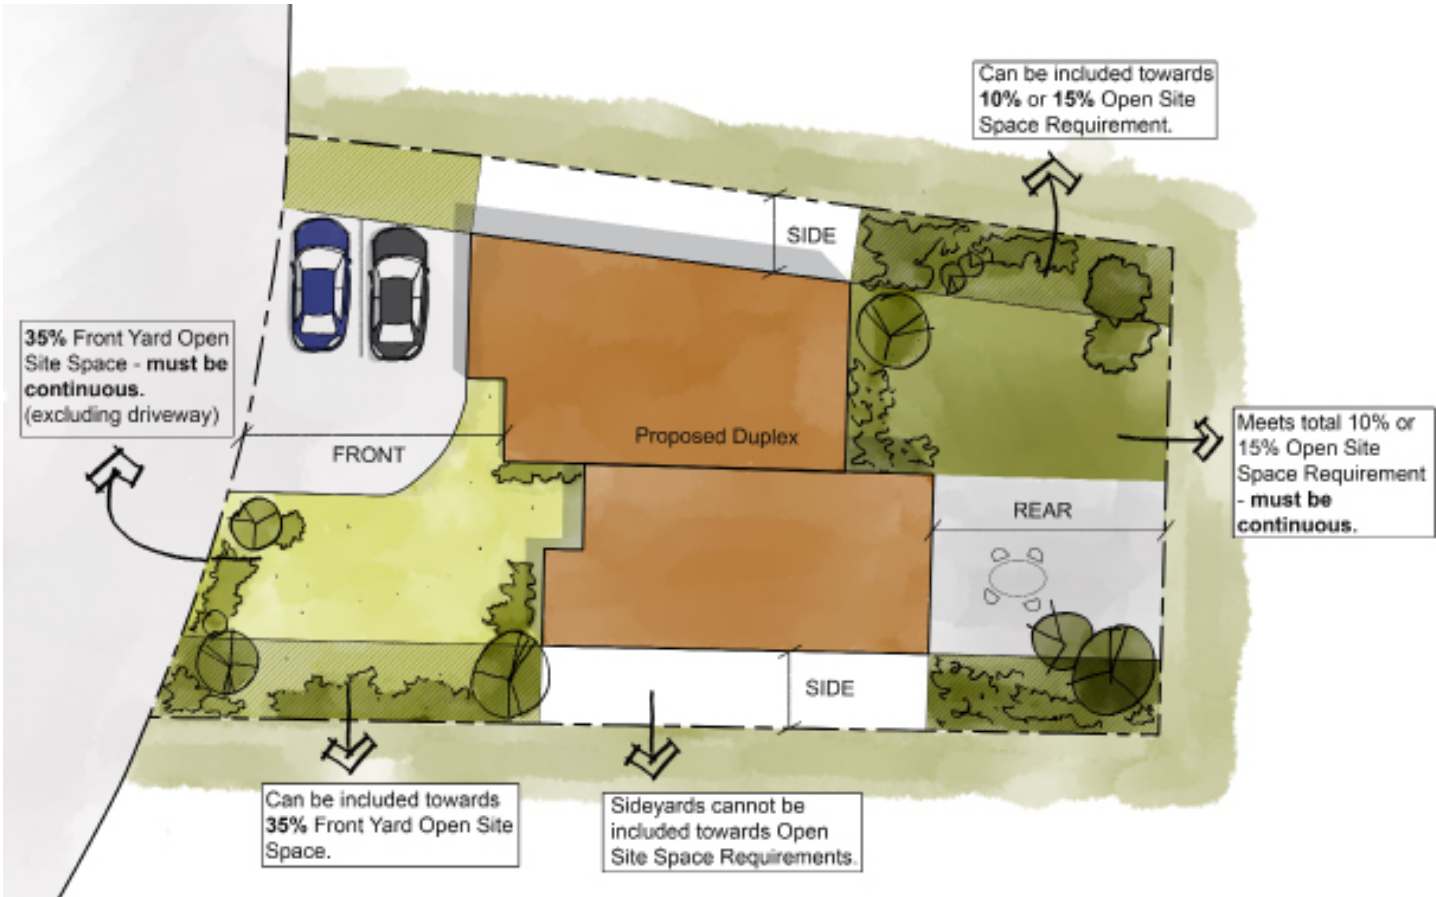 Can be included towards
10% or 15% Open Site
Space Requirement.
SIDE
35% Front Yard Open
Site Space - must be
continuous.
(excluding driveway)
FRONT
Proposed Duplex
Meets total 10% or
15% Open Site
Space Requirement
- must be
continuous.
REAR
SIDE
Can be included towards
35% Front Yard Open Site
Space.
Sideyards cannot be
included towards Open
Site Space Requirements.